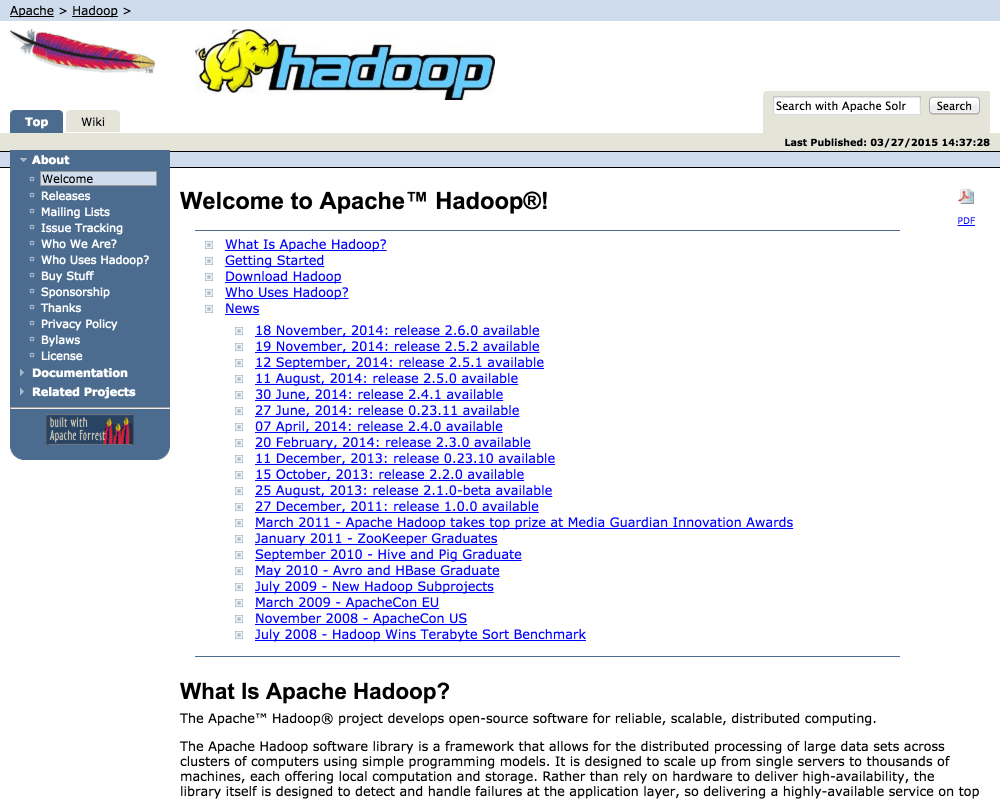 Apache > Hadoop >
hadoop
Search with Apache Solr Search
Top Wiki
Last Published: 03/27/2015 14:37:28
About
Welcome
Releases
Mailing Lists
Issue Tracking
Who We Are?
Who Uses Hadoop?
Buy Stuff
Sponsorship
Thanks
Privacy Policy
Bylaws
License
Documentation
Related Projects
built with
Apache Forrest
Welcome to Apache™ Hadoop®!
PDF
What Is Apache Hadoop?
Getting Started
Download Hadoop
Who Uses Hadoop?
News
18 November, 2014: release 2.6.0 available
19 November, 2014: release 2.5.2 available
12 September, 2014: release 2.5.1 available
11 August, 2014: release 2.5.0 available
30 June, 2014: release 2.4.1 available
27 June, 2014: release 0.23.11 available
07 April, 2014: release 2.4.0 available
20 February, 2014: release 2.3.0 available
11 December, 2013: release 0.23.10 available
15 October, 2013: release 2.2.0 available
25 August, 2013: release 2.1.0-beta available
27 December, 2011: release 1.0.0 available
March 2011 - Apache Hadoop takes top prize at Media Guardian Innovation Awards
January 2011 - ZooKeeper Graduates
September 2010 - Hive and Pig Graduate
May 2010 - Avro and HBase Graduate
July 2009 - New Hadoop Subprojects
March 2009 - ApacheCon EU
November 2008 - ApacheCon US
July 2008 - Hadoop Wins Terabyte Sort Benchmark
What Is Apache Hadoop?
The Apache™ Hadoop® project develops open-source software for reliable, scalable, distributed computing.
The Apache Hadoop software library is a framework that allows for the distributed processing of large data sets across
clusters of computers using simple programming models. It is designed to scale up from single servers to thousands of
machines, each offering local computation and storage. Rather than rely on hardware to deliver high-availability, the
library itself is designed to detect and handle failures at the application layer, so delivering a highly-available service on top